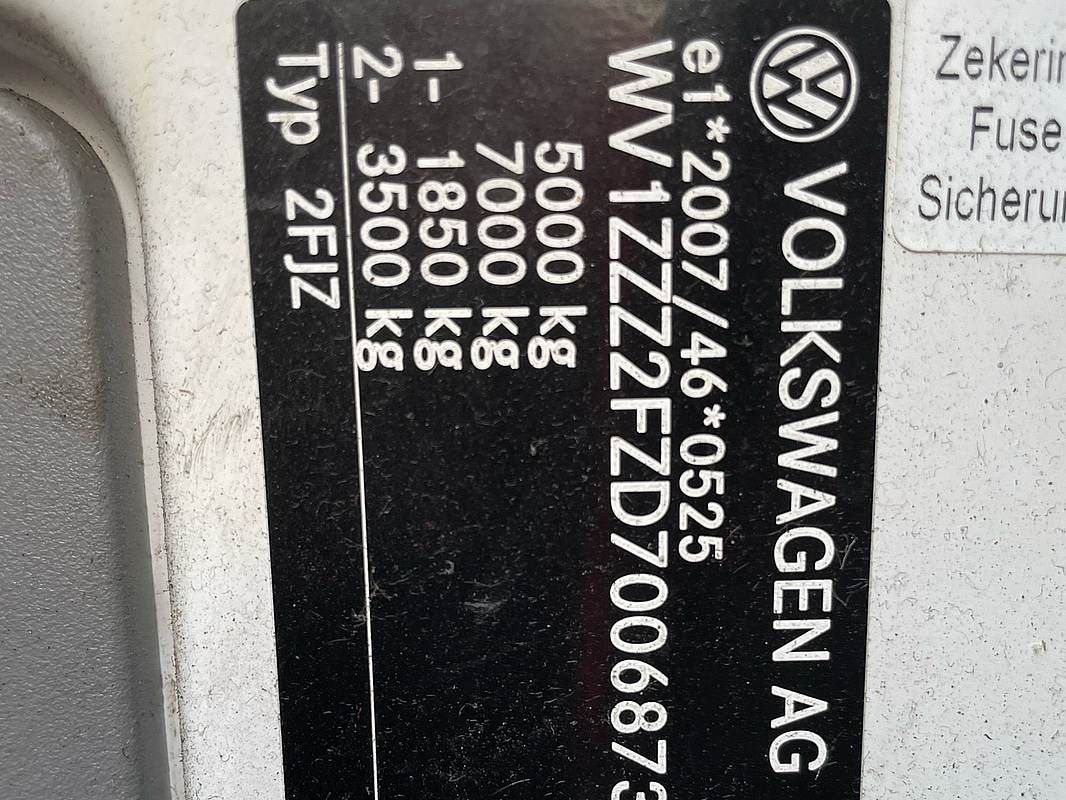 VOLKSWAGEN AG
e1*2007/46*0525
WV1ZZZ2FZD7006873
5000 kg
7000 kg
1- 1850 kg
2- 3500 kg
Typ 2FJZ
Zekerin
Fuse
Sicherun